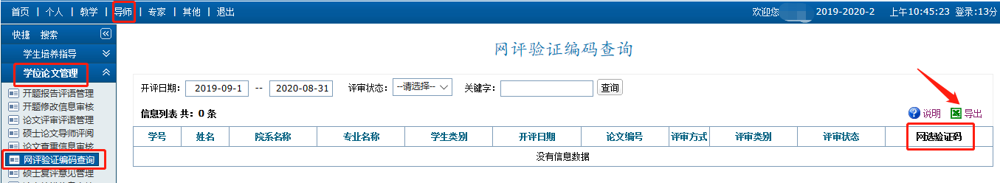 首页 | 个人 | 教学 | 导师 | 专家 | 其他 | 退出 欢迎您 2019-2020-2 上午10:45:23 登录:13分
快捷 搜索
学生培养指导
学位论文管理
开题报告评语管理
开题修改信息审核
论文评审评语管理
硕士论文导师评阅
论文查重信息审核
网评验证编码查询
硕士复评意见管理
网评验证编码查询
开评日期: 2019-09-1 -- 2020-08-31 评审状态: --请选择-- 关键字: 查询
信息列表 共: 0 条 说明 导出
学号 姓名 院系名称 专业名称 学生类别 开评日期 论文编号 评审方式 评审类别 评审状态 网选验证码
没有信息数据